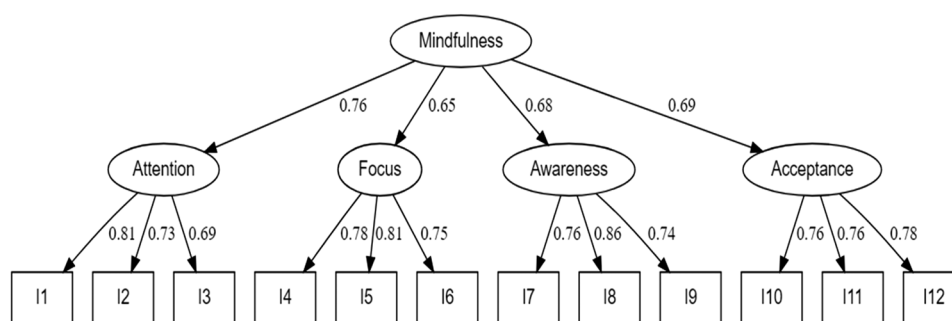 Mindfulness
0.76 0.65 0.68 0.69
Attention Focus Awareness Acceptance
0.81 0.73 0.69 0.78 0.81 0.75 0.76 0.86 0.74 0.76 0.76 0.78
I1 I2 I3 I4 I5 I6 I7 I8 I9 I10 I11 I12